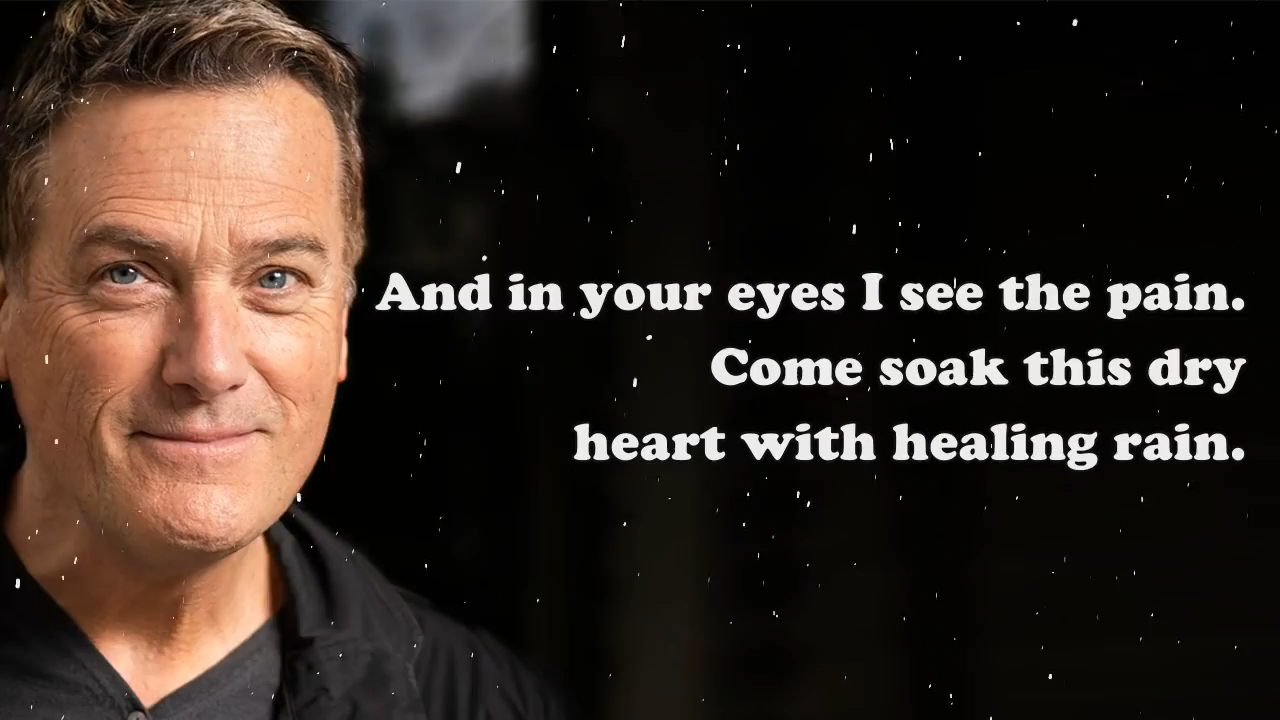 And in your eyes I see the pain.
Come soak this dry
heart with healing rain.